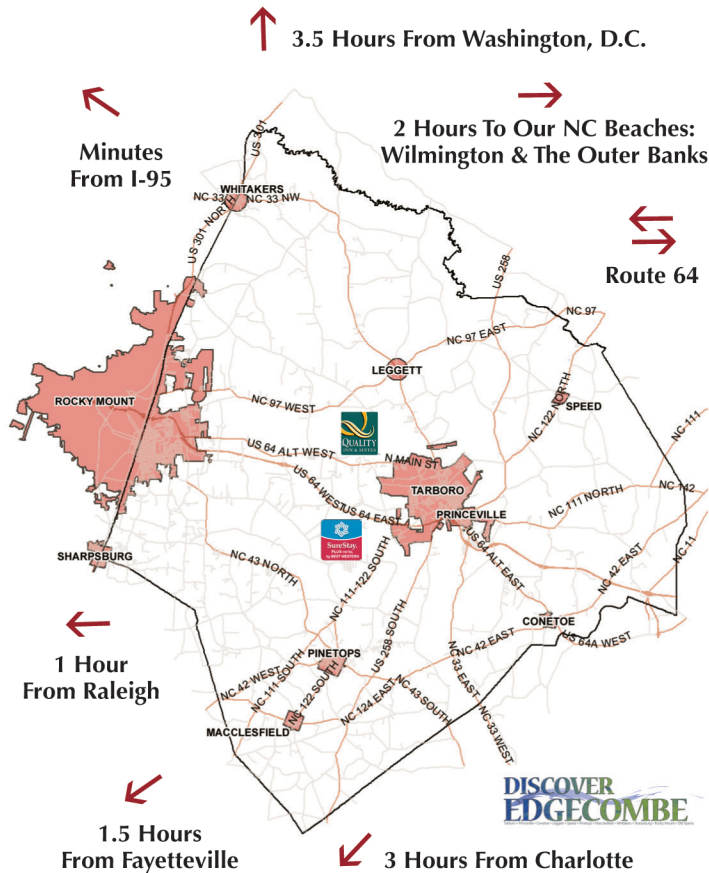 3.5 Hours From Washington, D.C.
2 Hours To Our NC Beaches:
Wilmington & The Outer Banks
Minutes
From I-95
US 301
WHITAKERS
NC 33
NC 33 NW
US 301 NORTH
Route 64
US 258
NC 97
NC 97 EAST
LEGGETT
ROCKY MOUNT
NC 97 WEST
NC 122 NORTH
SPEED
NC 111
QUALITY
INN & SUITES
US 64 ALT WEST
N MAIN ST
TARBORO
NC 142
US 64 WEST
US 64 EAST
PRINCEVILLE
NC 111 NORTH
SureStay
PLUS HOTEL
by BEST WESTERN
SHARPSBURG
NC 43 NORTH
NC 111-122 SOUTH
US 64 ALT EAST
NC 42 EAST
NC 11
1 Hour
From Raleigh
CONETOE
US 64A WEST
US 258 SOUTH
NC 42 EAST
PINETOPS
NC 42 WEST
NC 111 SOUTH
NC 122 SOUTH
NC 124 EAST
NC 43 SOUTH
NC 33 EAST
NC 33 WEST
MACCLESFIELD
DISCOVER
EDGECOMBE
1.5 Hours
From Fayetteville
3 Hours From Charlotte